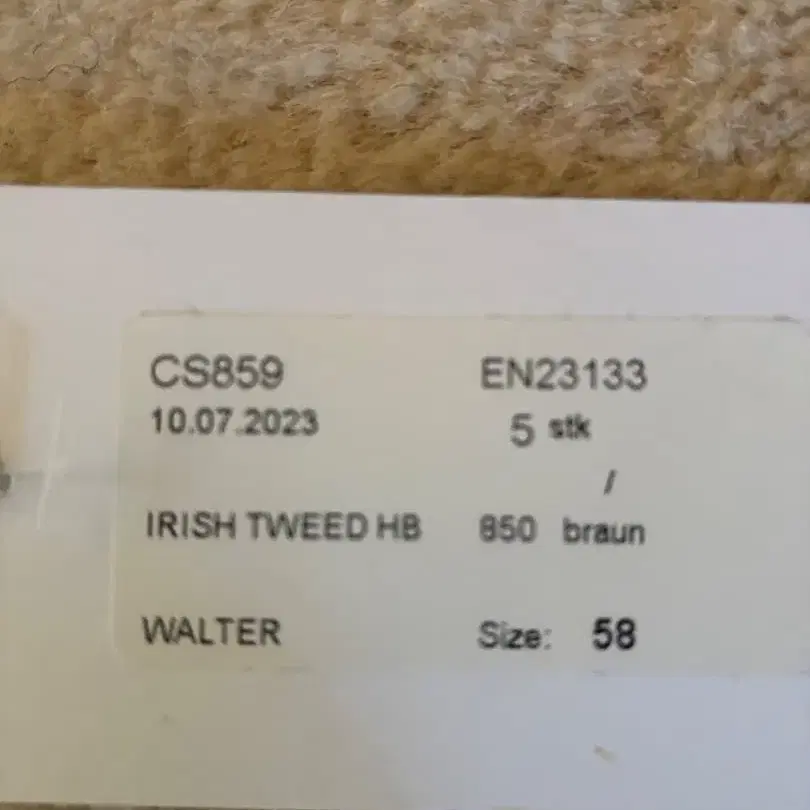 CS859 EN23133
10.07.2023 5 stk
/
IRISH TWEED HB 850 braun
WALTER Size: 58